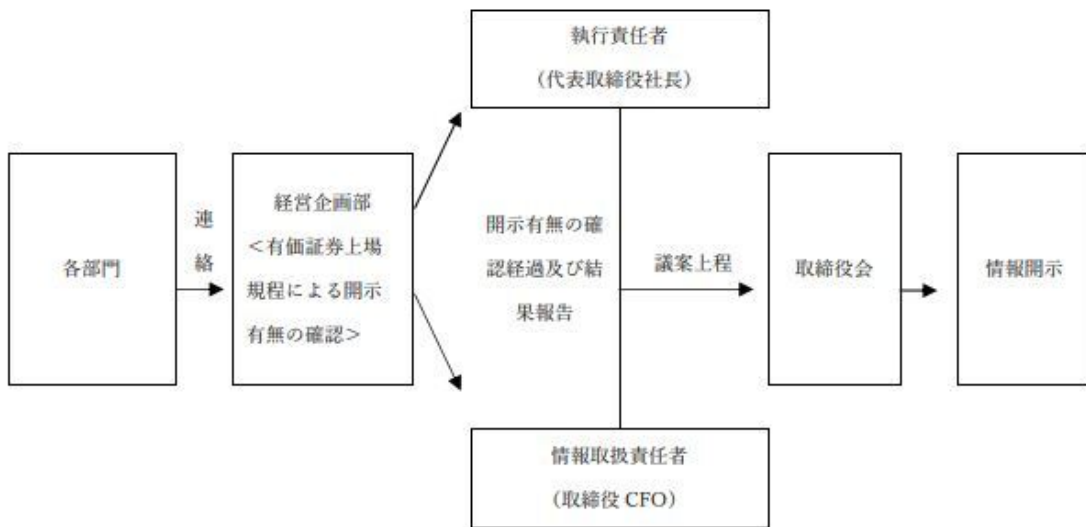 各部門
連
絡
経営企画部
<有価証券上場
規程による開示
有無の確認>
執行責任者
(代表取締役社長)
開示有無の確
認経過及び結
果報告
情報取扱責任者
(取締役 CFO)
議案上程
取締役会
情報開示